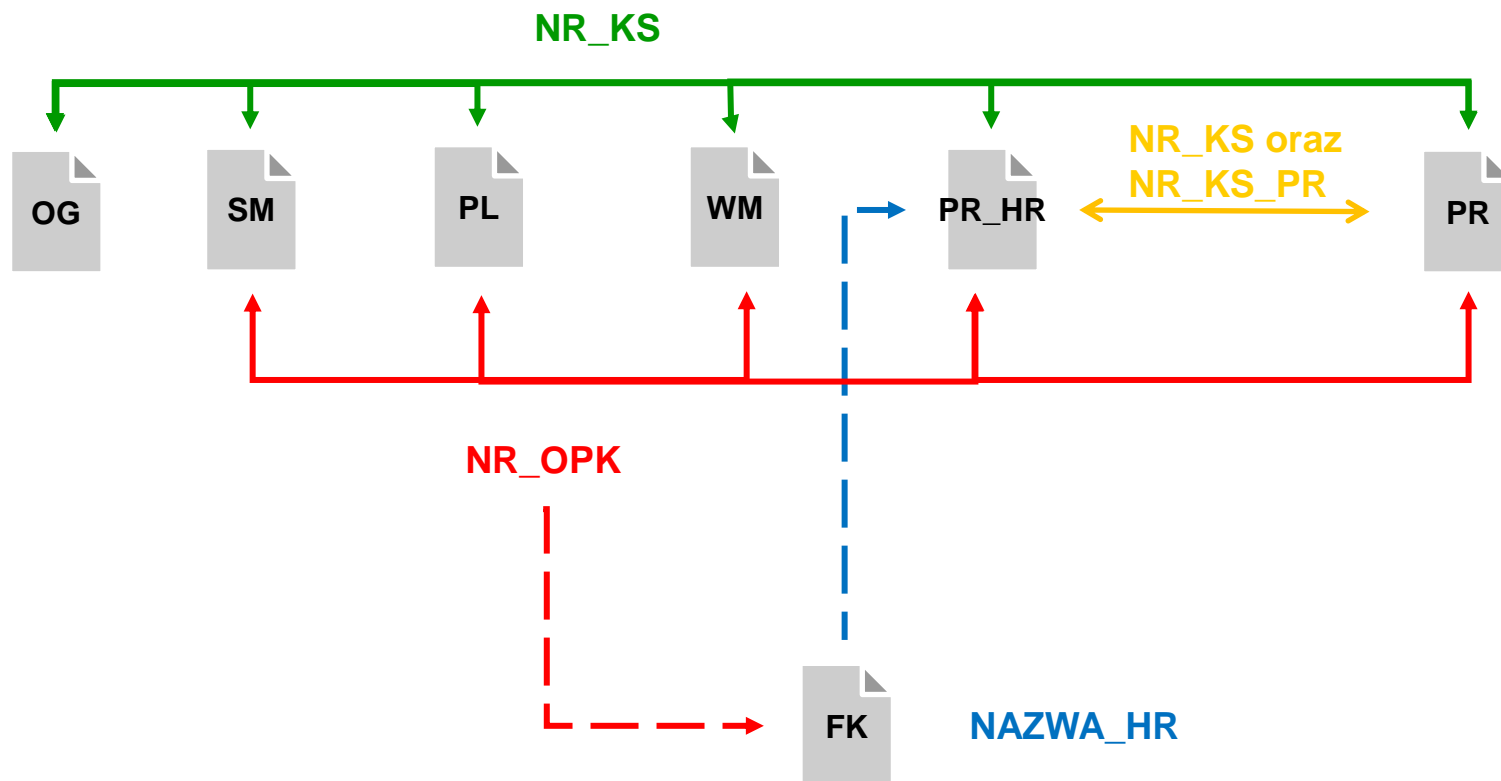 NR_KS
NR_KS oraz
NR_KS_PR
OG
SM
PL
WM
PR_HR
PR
NR_OPK
FK
NAZWA_HR